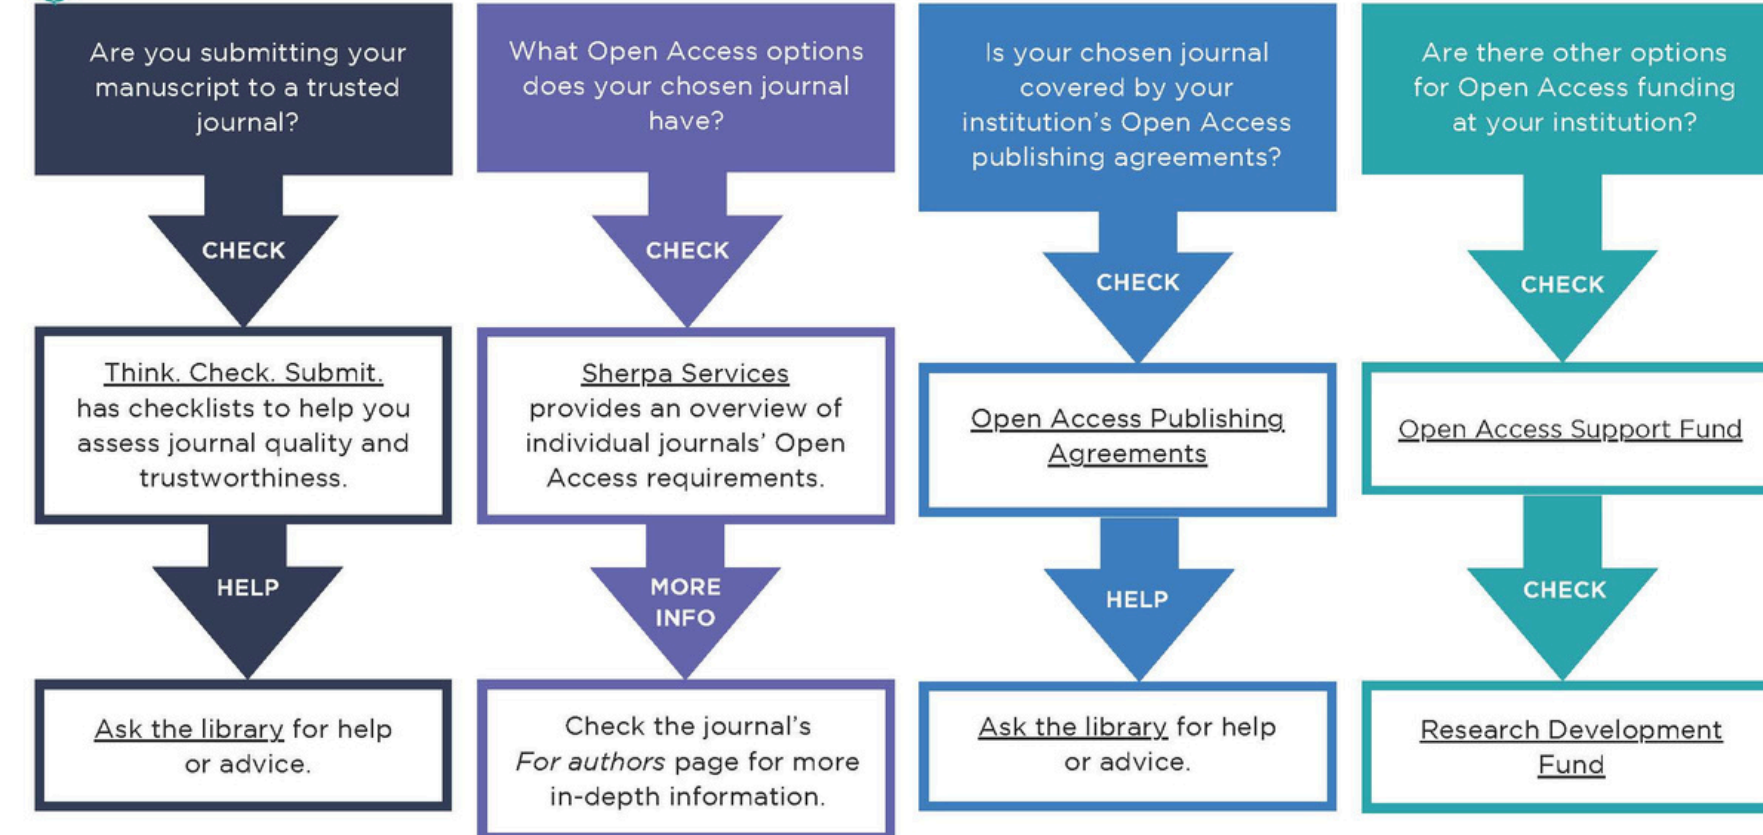 Are you submitting your
manuscript to a trusted
journal?
CHECK
Think. Check. Submit.
has checklists to help you
assess journal quality and
trustworthiness.
HELP
Ask the library for help
or advice.
What Open Access options
does your chosen journal
have?
CHECK
Sherpa Services
provides an overview of
individual journals' Open
Access requirements.
MORE
INFO
Check the journal's
For authors page for more
in-depth information.
Is your chosen journal
covered by your
institution's Open Access
publishing agreements?
CHECK
Open Access Publishing
Agreements
HELP
Ask the library for help
or advice.
Are there other options
for Open Access funding
at your institution?
CHECK
Open Access Support Fund
CHECK
Research Development
Fund